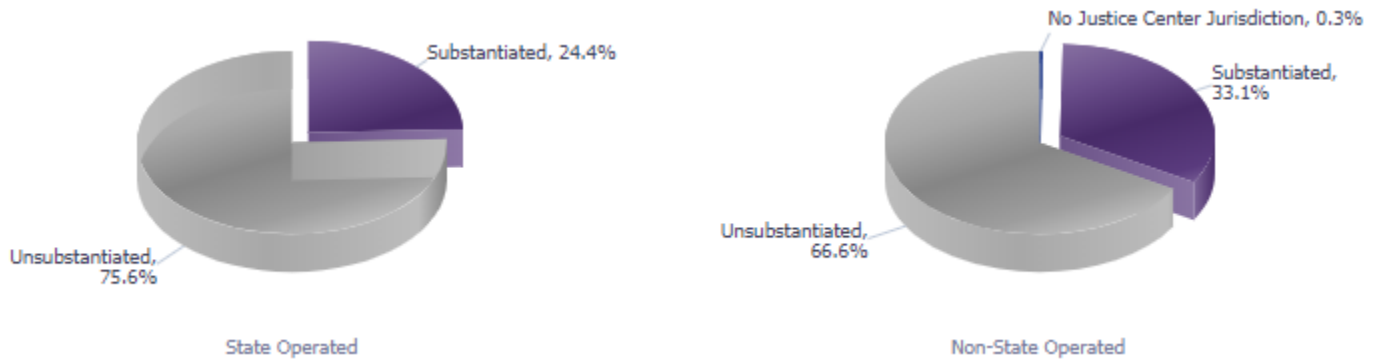 Substantiated, 24.4%
Unsubstantiated,
75.6%
State Operated
No Justice Center Jurisdiction, 0.3%
Substantiated,
33.1%
Unsubstantiated,
66.6%
Non-State Operated